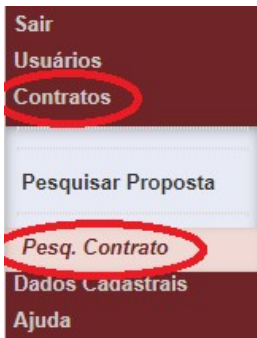 Sair
Usuários
Contratos
Pesquisar Proposta
Pesq. Contrato
Dados Cadastrais
Ajuda